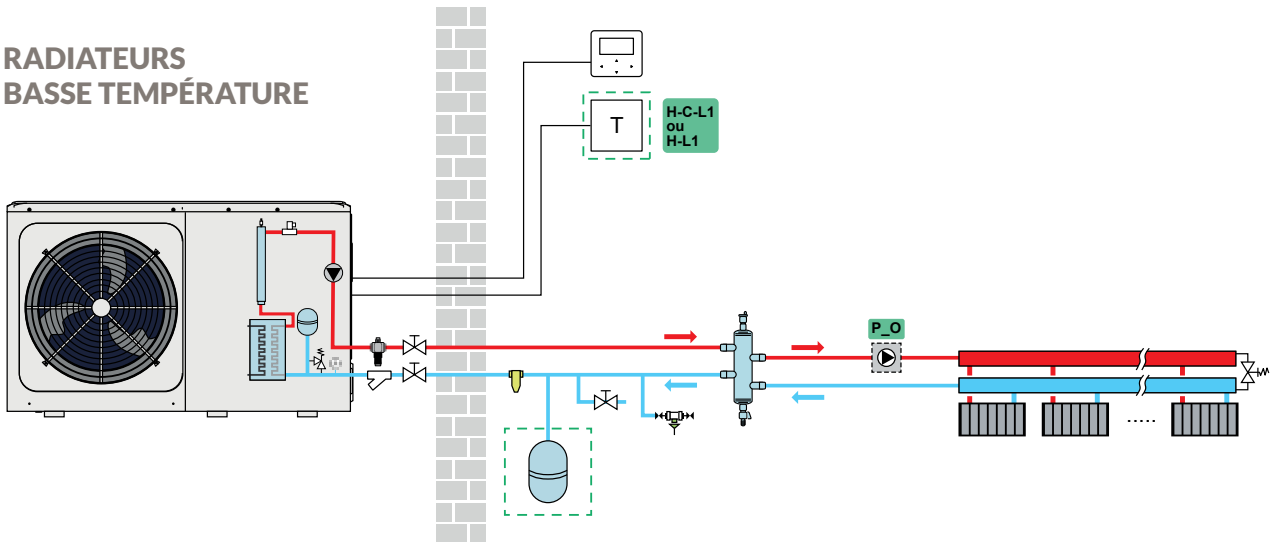 RADIATEURS
BASSE TEMPÉRATURE
T
H-C-L1
ou
H-L1
P_O